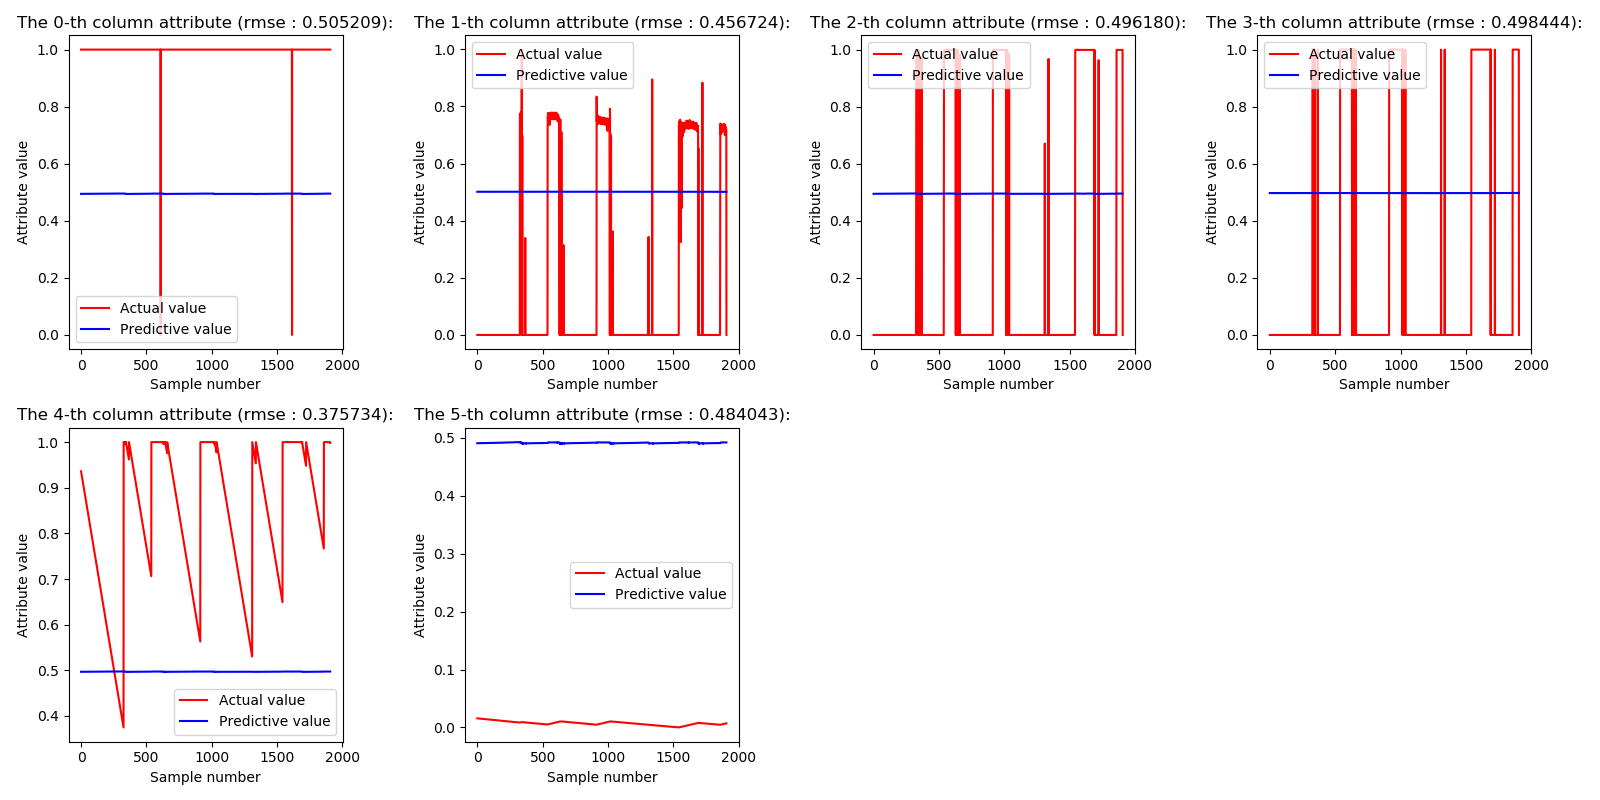 The 0-th column attribute (rmse : 0.505209):
1.0
0.8
0.6
0.4
0.2
0.0
Attribute value
Actual value
Predictive value
0 500 1000 1500 2000
Sample number
The 1-th column attribute (rmse : 0.456724):
1.0
0.8
0.6
0.4
0.2
0.0
Attribute value
Actual value
Predictive value
0 500 1000 1500 2000
Sample number
The 2-th column attribute (rmse : 0.496180):
1.0
0.8
0.6
0.4
0.2
0.0
Attribute value
Actual value
Predictive value
0 500 1000 1500 2000
Sample number
The 3-th column attribute (rmse : 0.498444):
1.0
0.8
0.6
0.4
0.2
0.0
Attribute value
Actual value
Predictive value
0 500 1000 1500 2000
Sample number
The 4-th column attribute (rmse : 0.375734):
1.0
0.9
0.8
0.7
0.6
0.5
0.4
Attribute value
Actual value
Predictive value
0 500 1000 1500 2000
Sample number
The 5-th column attribute (rmse : 0.484043):
0.5
0.4
0.3
0.2
0.1
0.0
Attribute value
Actual value
Predictive value
0 500 1000 1500 2000
Sample number